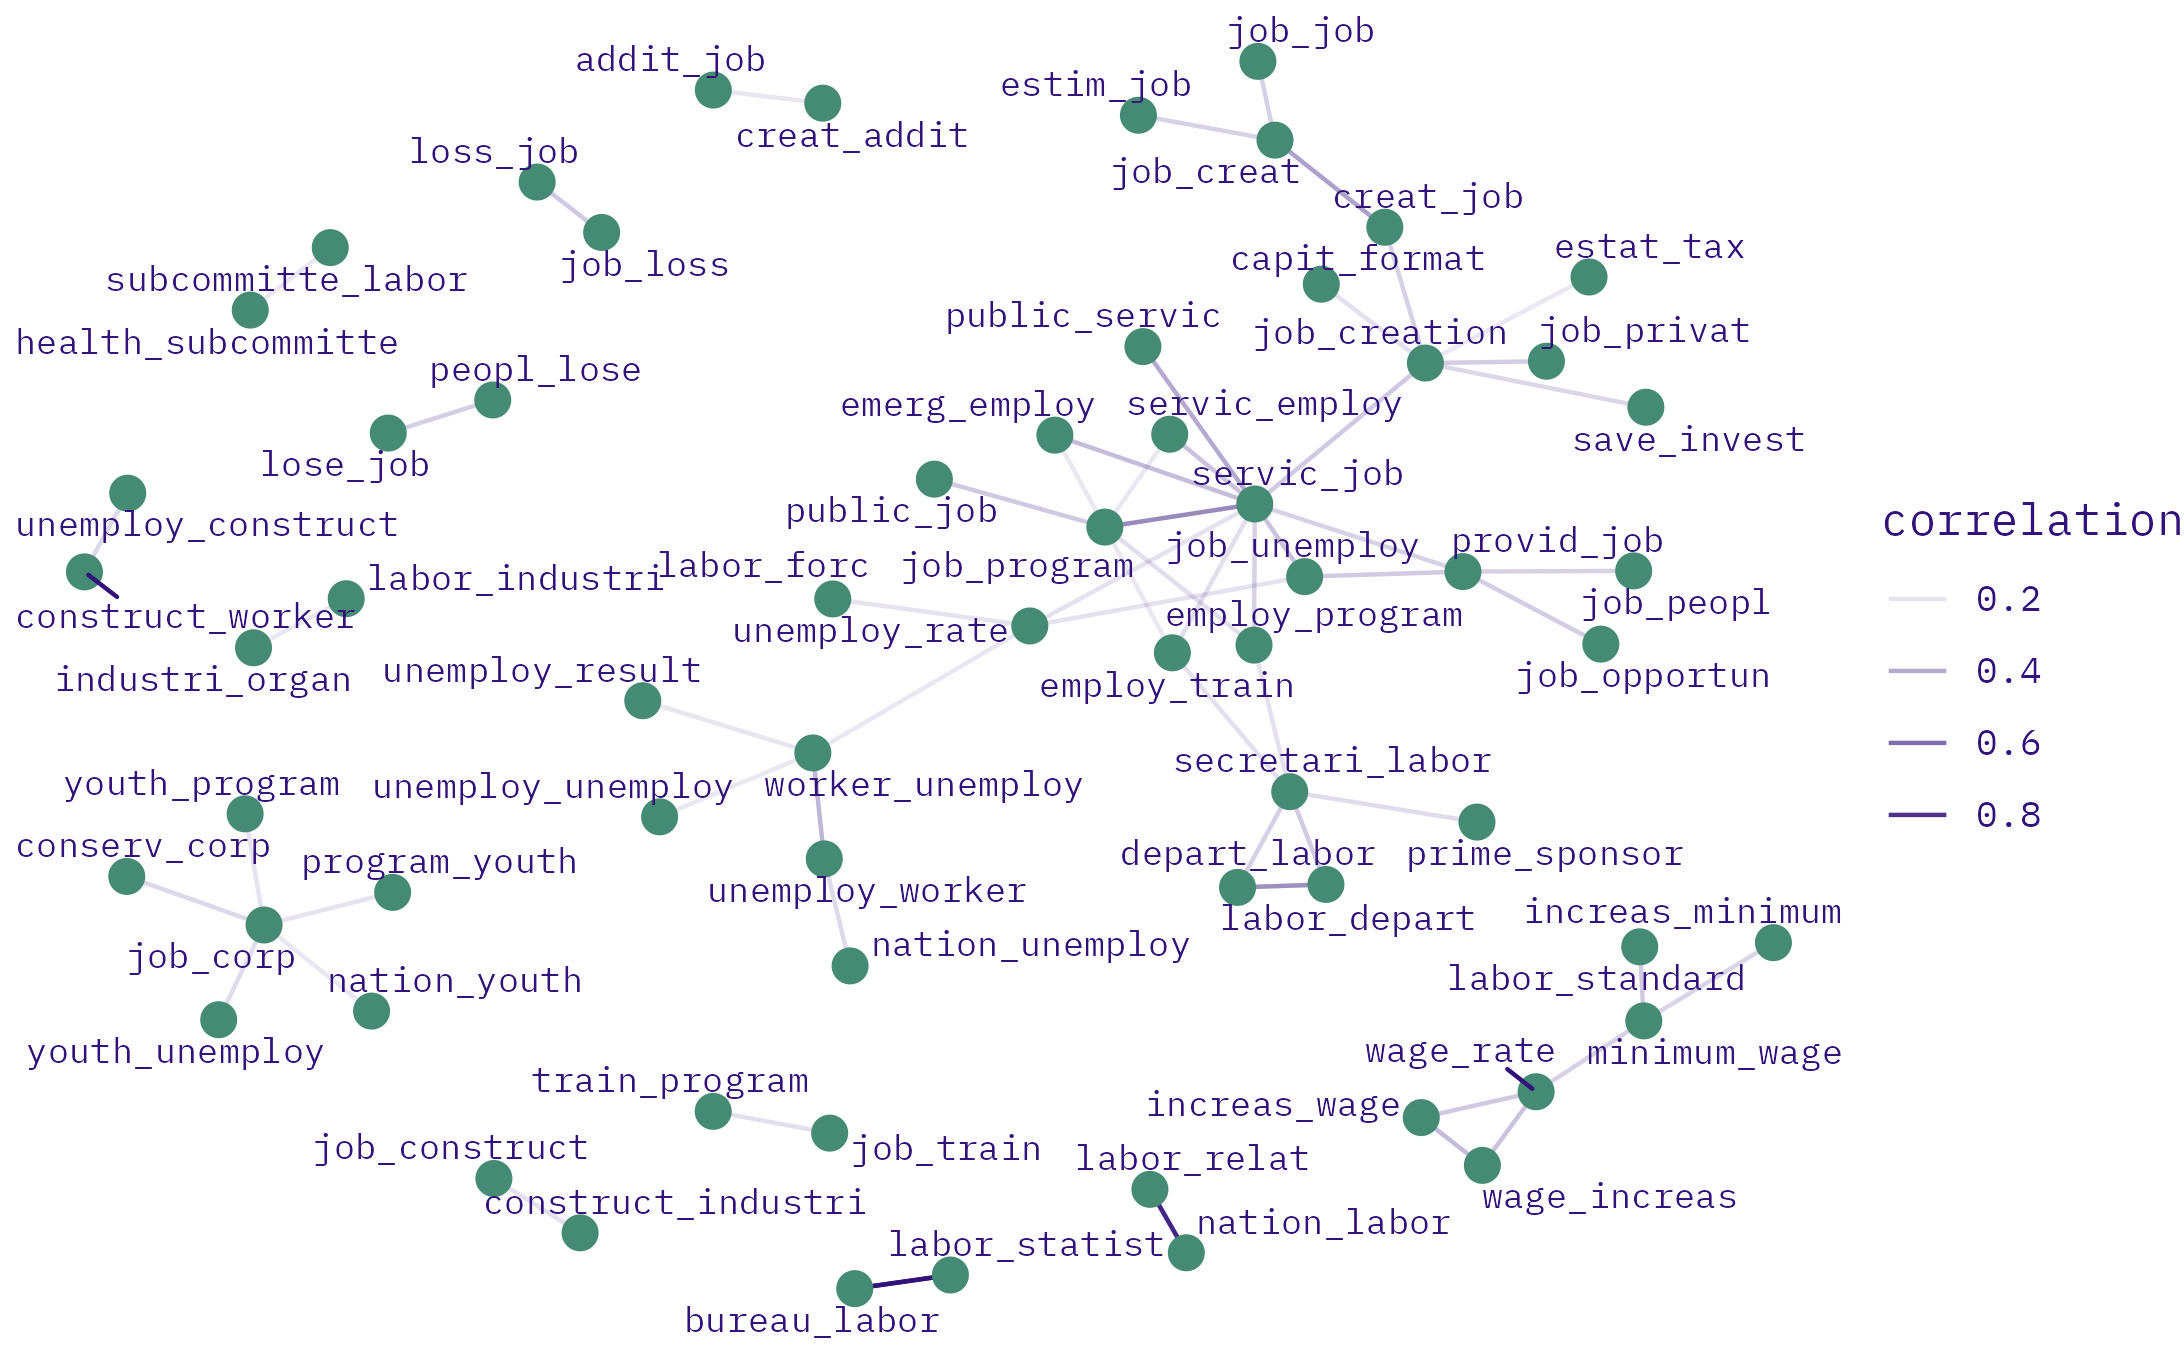 job_job
addit_job
estim_job
creat_addit
loss_job
job_creat
creat_job
job_loss
capit_format
estat_tax
subcommitte_labor
public_servic
job_creation
job_privat
health_subcommitte
peopl_lose
emerg_employ
servic_employ
save_invest
lose_job
servic_job
public_job
unemploy_construct
correlation
job_unemploy
provid_job
labor_forc
job_program
labor_industri
0.2
job_peopl
construct_worker
employ_program
unemploy_rate
unemploy_result
0.4
industri_organ
employ_train
job_opportun
0.6
secretari_labor
youth_program
unemploy_unemploy
worker_unemploy
0.8
conserv_corp
program_youth
depart_labor
prime_sponsor
unemploy_worker
labor_depart
increas_minimum
job_corp
nation_unemploy
nation_youth
labor_standard
youth_unemploy
wage_rate
minimum_wage
train_program
increas_wage
job_construct
job_train
labor_relat
construct_industri
wage_increas
nation_labor
labor_statist
bureau_labor